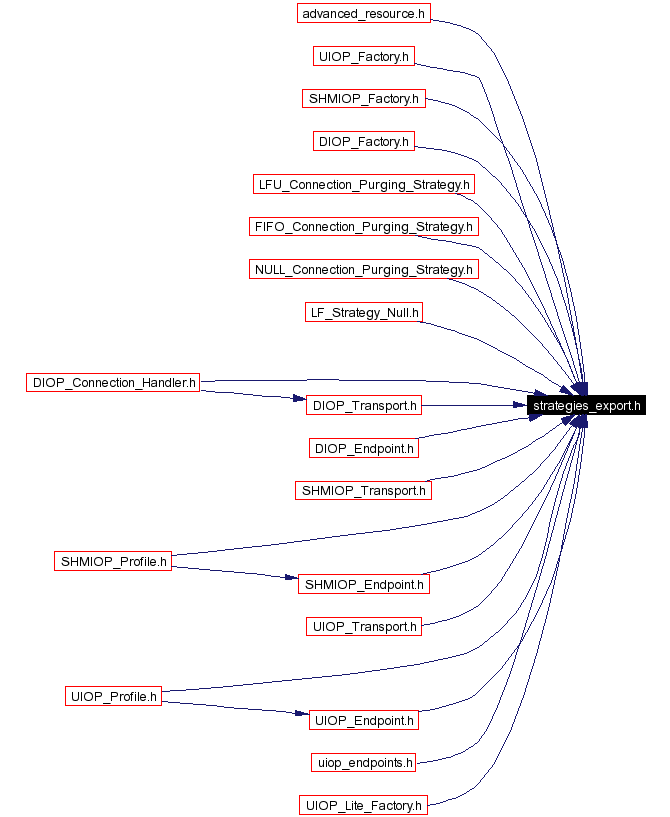 advanced_resource.h
UIOP_Factory.h
SHMIOP_Factory.h
DIOP_Factory.h
LFU_Connection_Purging_Strategy.h
FIFO_Connection_Purging_Strategy.h
NULL_Connection_Purging_Strategy.h
LF_Strategy_Null.h
DIOP_Connection_Handler.h
DIOP_Transport.h
strategies_export.h
DIOP_Endpoint.h
SHMIOP_Transport.h
SHMIOP_Profile.h
SHMIOP_Endpoint.h
UIOP_Transport.h
UIOP_Profile.h
UIOP_Endpoint.h
uiop_endpoints.h
UIOP_Lite_Factory.h